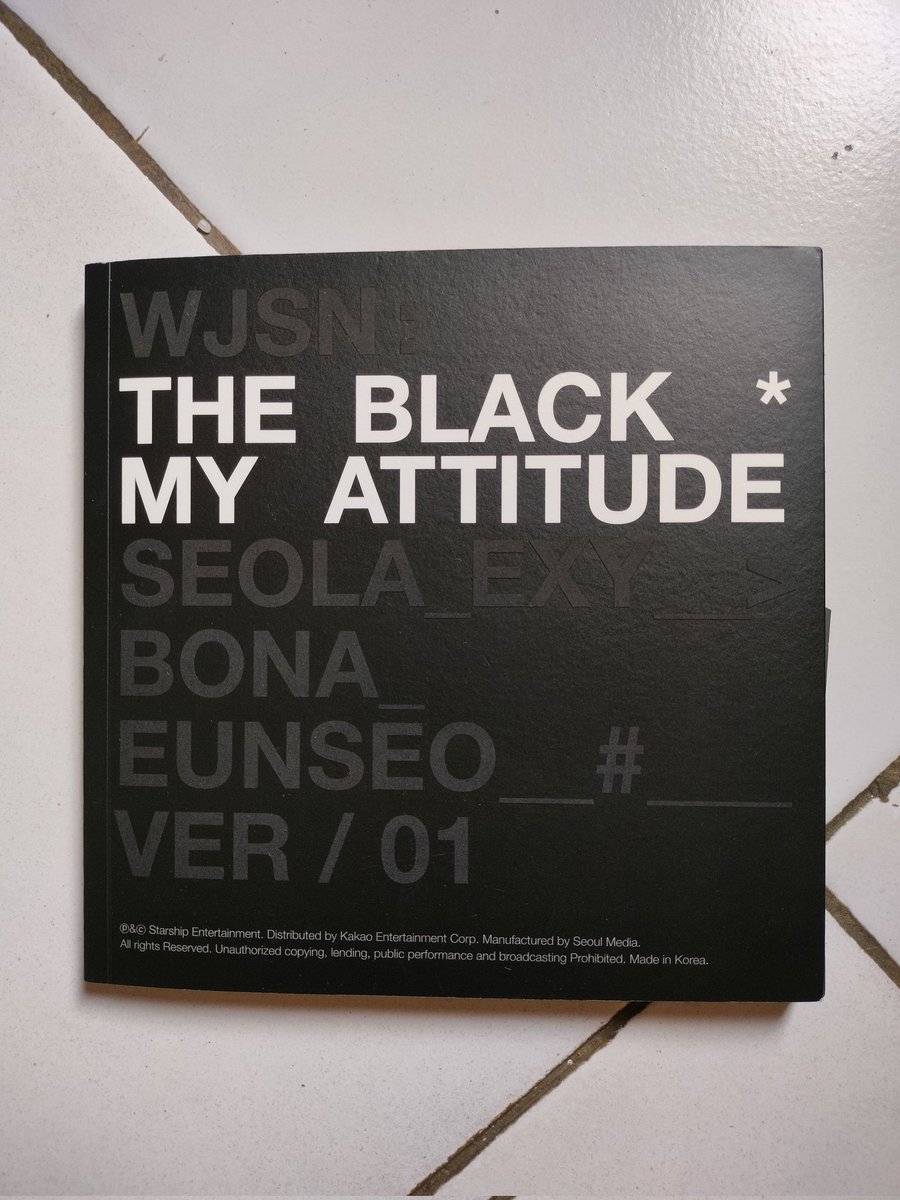 WJSN:
THE BLACK *
MY ATTITUDE
SEOLA_EXY__>
BONA_
EUNSEO__#___
VER / 01
℗&© Starship Entertainment. Distributed by Kakao Entertainment Corp. Manufactured by Seoul Media.
All rights Reserved. Unauthorized copying, lending, public performance and broadcasting Prohibited. Made in Korea.